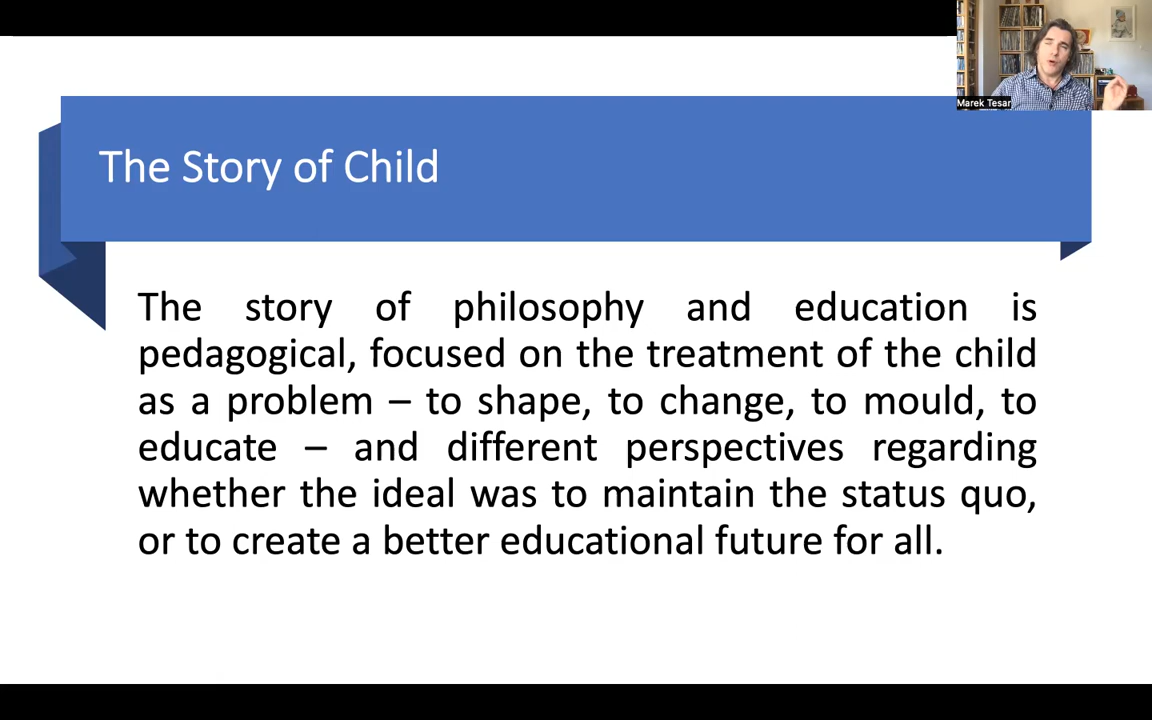 Marek Tesar
The Story of Child
The story of philosophy and education is
pedagogical, focused on the treatment of the child
as a problem – to shape, to change, to mould, to
educate – and different perspectives regarding
whether the ideal was to maintain the status quo,
or to create a better educational future for all.